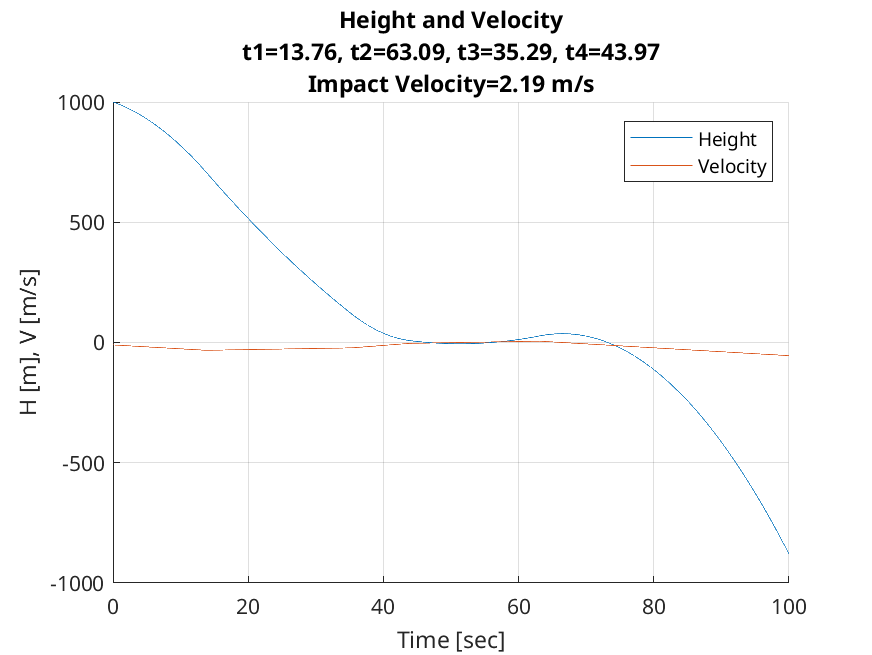 Height and Velocity
t1=13.76, t2=63.09, t3=35.29, t4=43.97
Impact Velocity=2.19 m/s
1000
500
0
-500
-1000
H [m], V [m/s]
Height
Velocity
0 20 40 60 80 100
Time [sec]